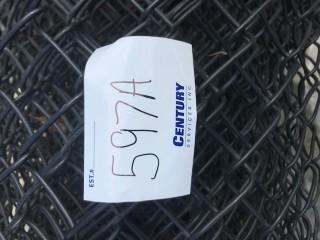 EST.#
597A
CENTURY
SERVICES INC.